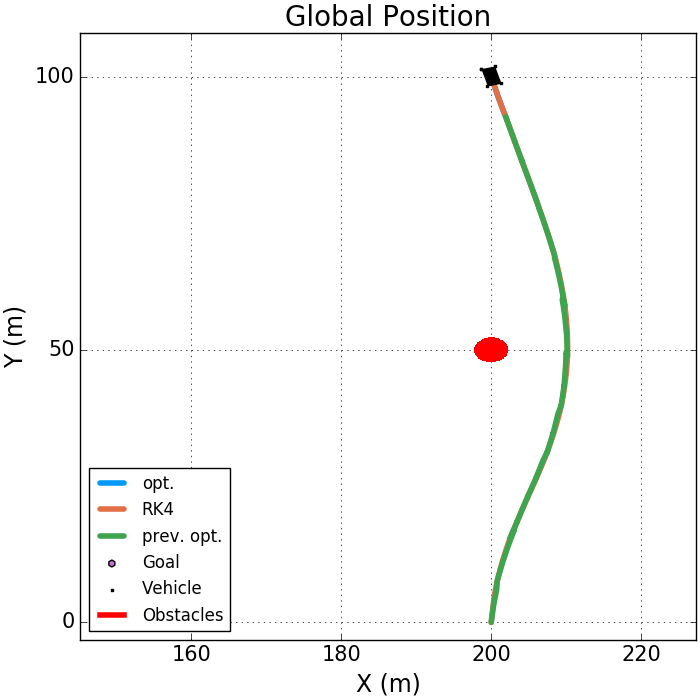 Global Position
100
50
0
Y (m)
opt.
RK4
prev. opt.
Goal
Vehicle
Obstacles
160
180
200
220
X (m)